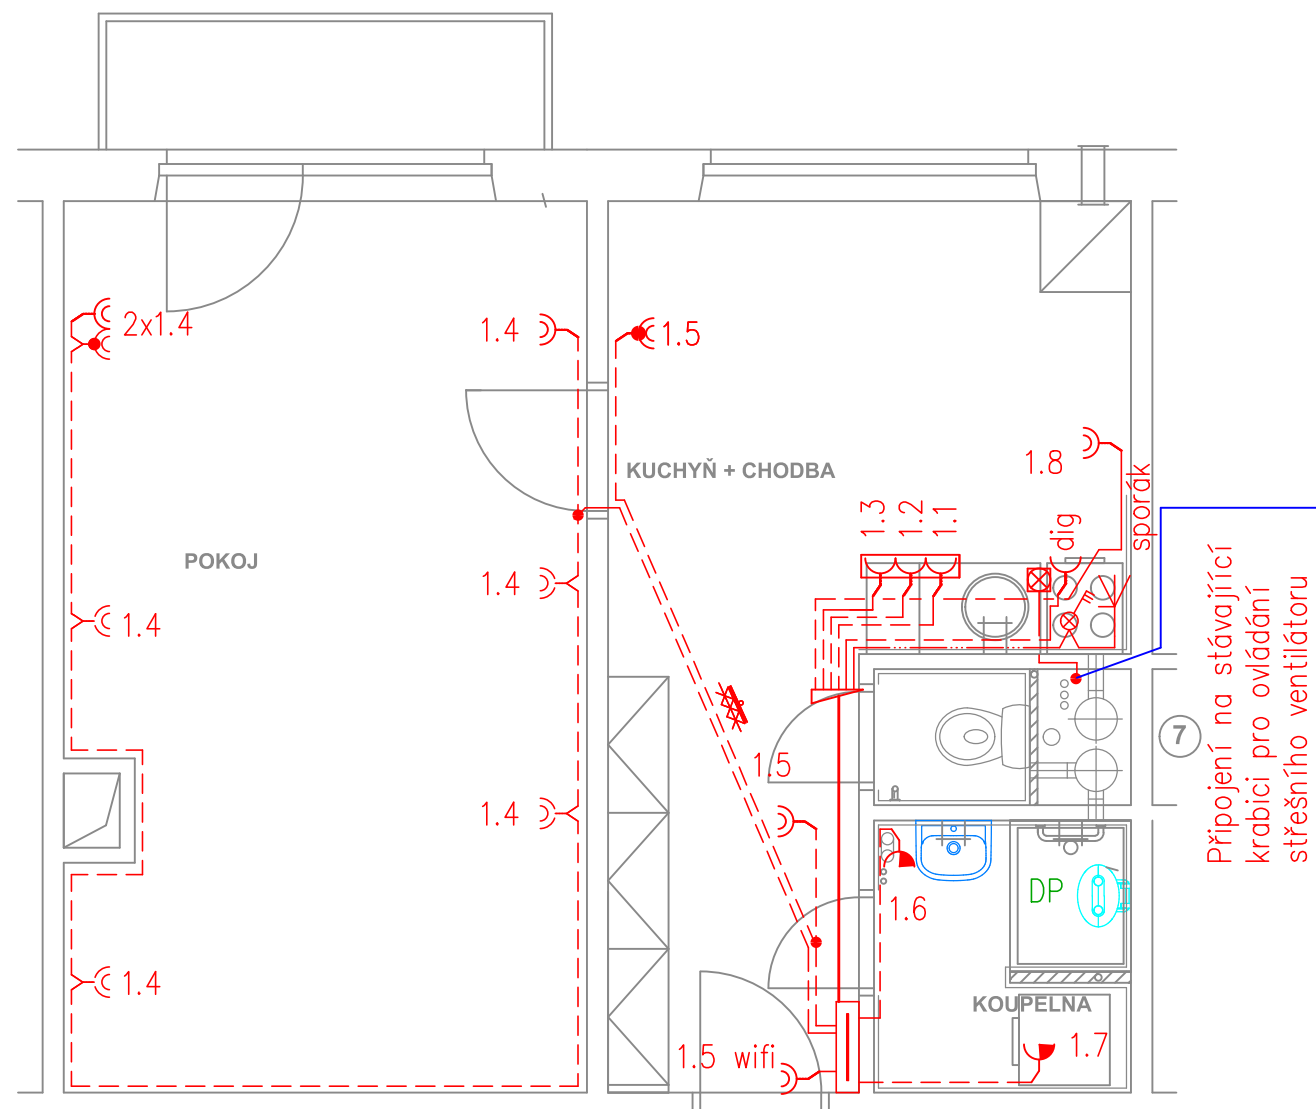 2x1.4
1.4
1.5
KUCHYŇ + CHODBA
1.8
sporák
1.3
1.2
1.1
dig
POKOJ
1.4
1.4
E
Připojení na stávající
krabici pro ovládání
střešního ventilátoru
7
1.5
1.4
DP
1.6
1.4
KOUPELNA
1.5 wifi
1.7